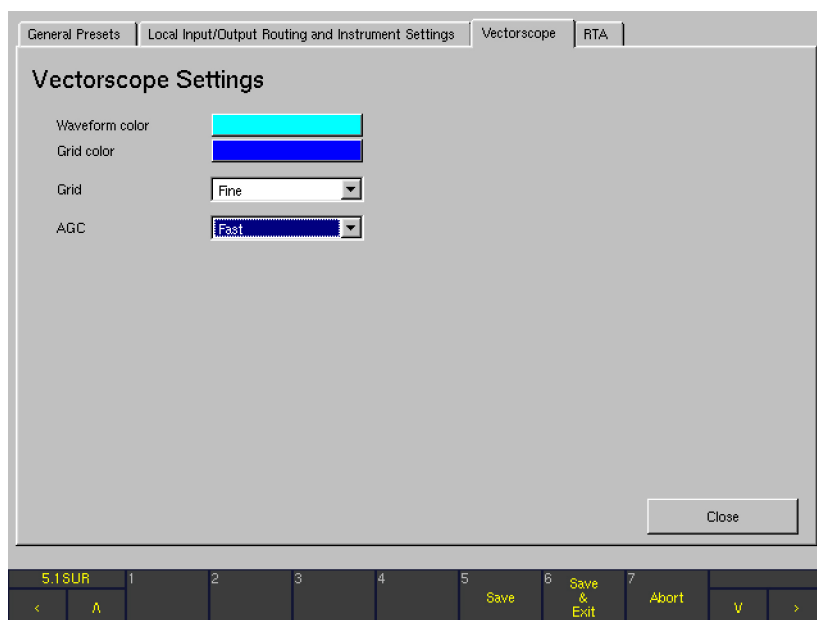 General Presets
Local Input/Output Routing and Instrument Settings
Vectorscope
RTA
Vectorscope Settings
Waveform color
Grid color
Grid
Fine
AGC
Fast
Close
5.1SUR
1
2
3
4
5
Save
6
Save
&
Exit
7
Abort
<
Λ
V
>